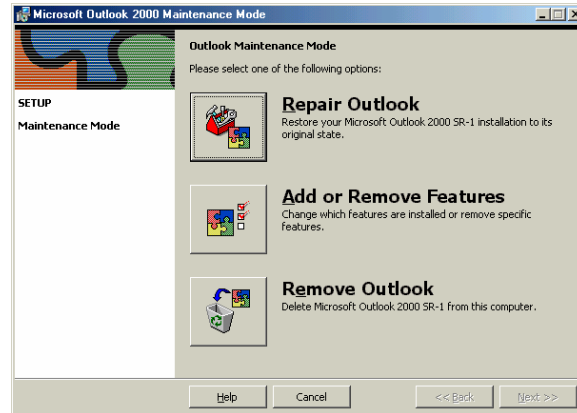 Microsoft Outlook 2000 Maintenance Mode
Outlook Maintenance Mode
Please select one of the following options:
SETUP
Maintenance Mode
Repair Outlook
Restore your Microsoft Outlook 2000 SR-1 installation to its
original state.
Add or Remove Features
Change which features are installed or remove specific
features.
Remove Outlook
Delete Microsoft Outlook 2000 SR-1 from this computer.
Help
Cancel
<< Back
Next >>